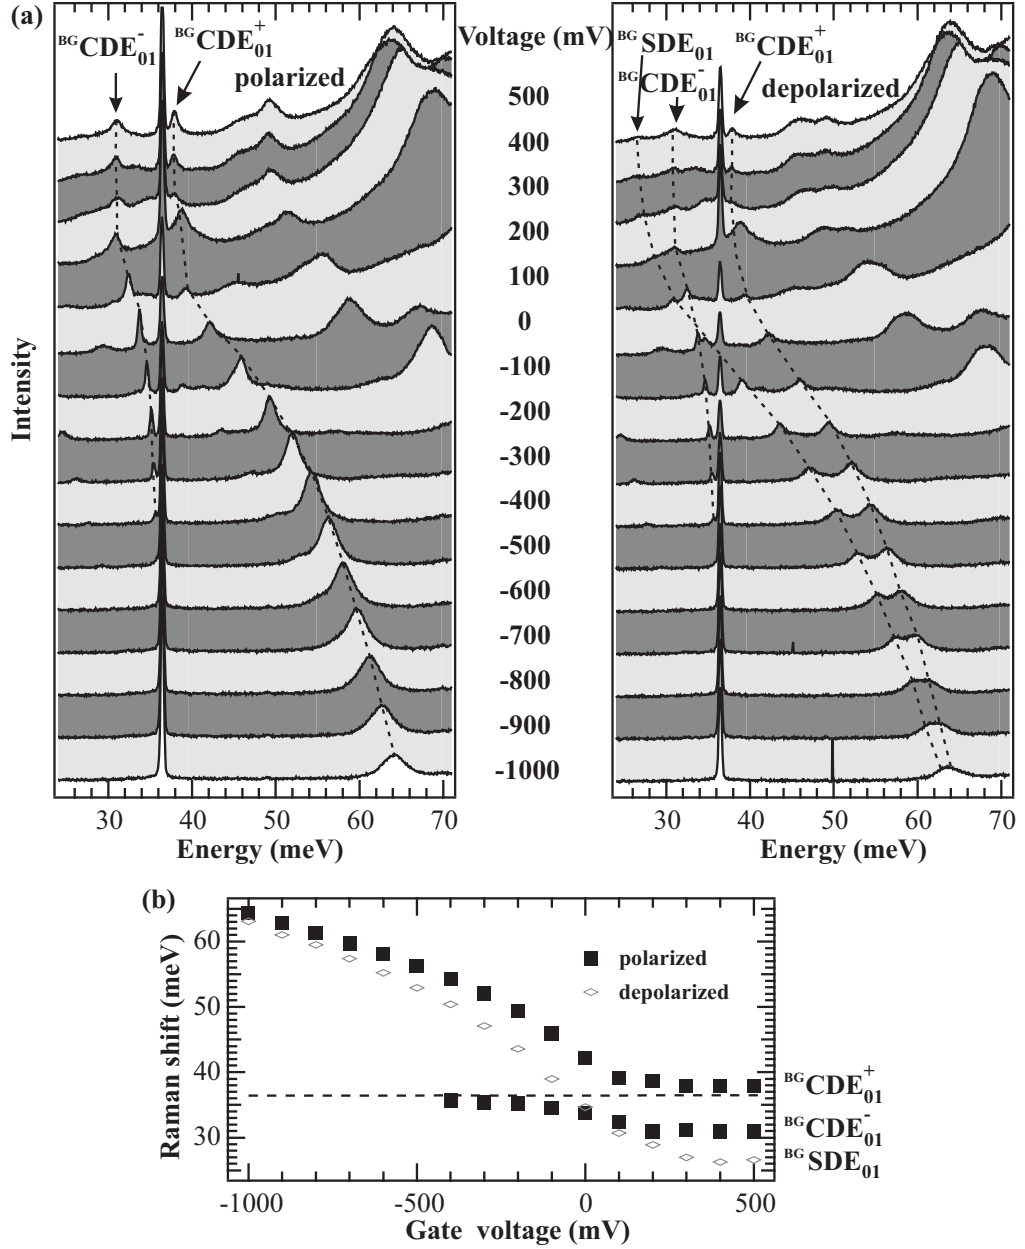 (a)
BGCDE-01
BGCDE+01
polarized
Voltage (mV)
BGSDE01
BGCDE-01
BGCDE+01
depolarized
500
400
300
200
100
0
-100
-200
-300
-400
-500
-600
-700
-800
-900
-1000
Intensity
30 40 50 60 70
Energy (meV)
30 40 50 60 70
Energy (meV)
(b)
Raman shift (meV)
60
50
40
30
polarized
depolarized
BGCDE+01
BGCDE-01
BGSDE01
-1000 -500 0 500
Gate voltage (mV)